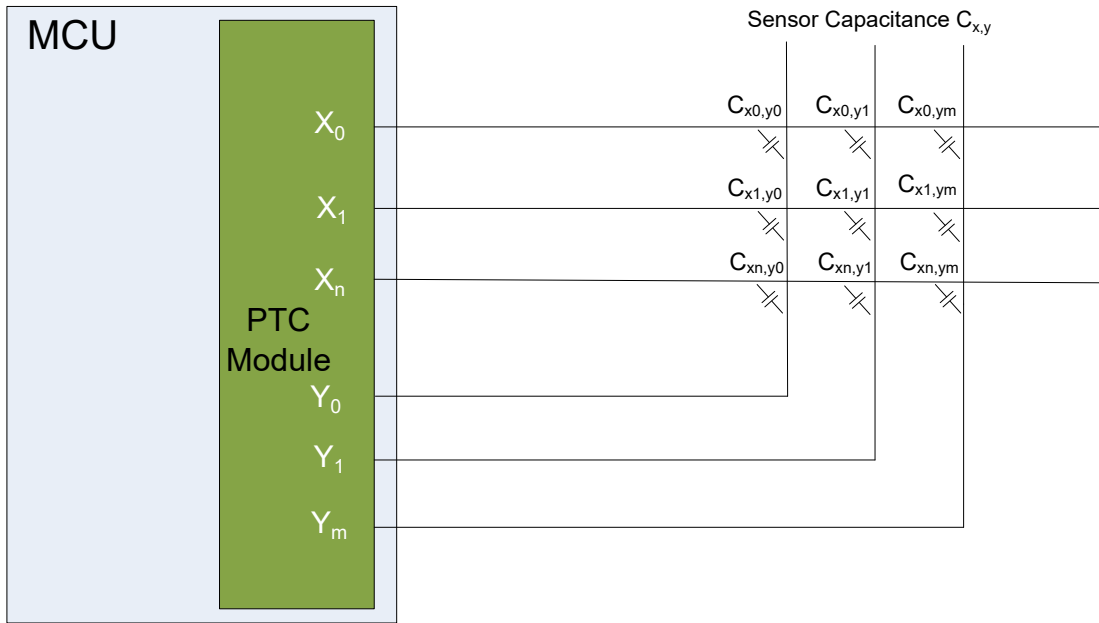 MCU
Sensor Capacitance Cx,y
Cx0,y0 Cx0,y1 Cx0,ym
X0
Cx1,y0 Cx1,y1 Cx1,ym
X1
Cxn,y0 Cxn,y1 Cxn,ym
Xn
PTC
Module
Y0
Y1
Ym